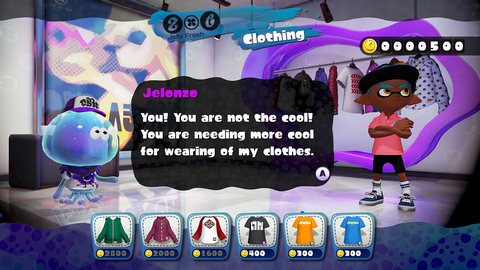 Jelly Fresh
Clothing
0000500
Jelonzo
You! You are not the cool!
You are needing more cool
for wearing of my clothes.
A
2800
2000
1600
400
300
300